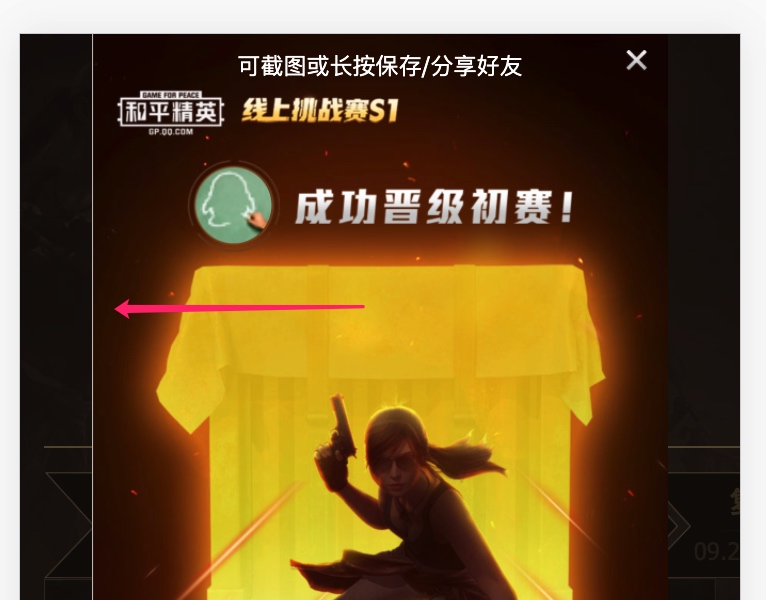 可截图或长按保存/分享好友
GAME FOR PEACE
和平精英
GP.QQ.COM
线上挑战赛S1
成功晋级初赛!
09.2